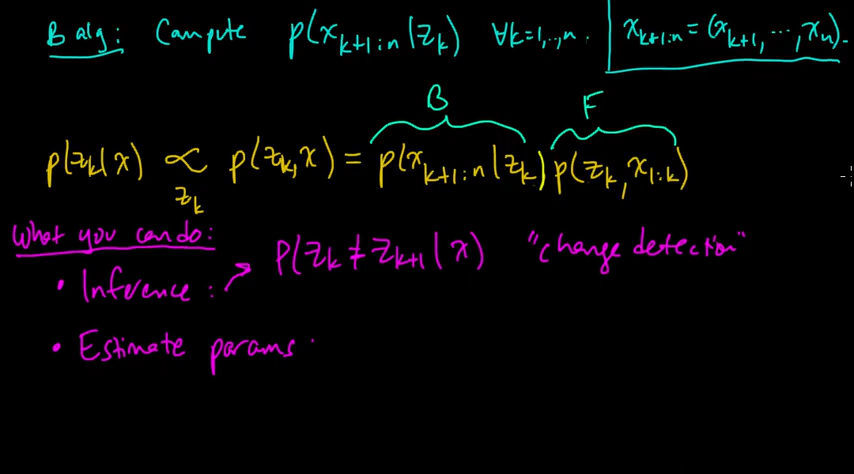 B alg: Compute p(x_{k+1:n}|z_k) ∀k=1,..,n. x_{k+1:n} = (x_{k+1}, ..., x_n).
B F
p(z_k|x) ∝_{z_k} p(z_k, x) = p(x_{k+1:n}|z_k) p(z_k, x_{1:k})
What you can do:
• Inference: → P(z_k ≠ z_{k+1} | x) "change detection"
• Estimate params.